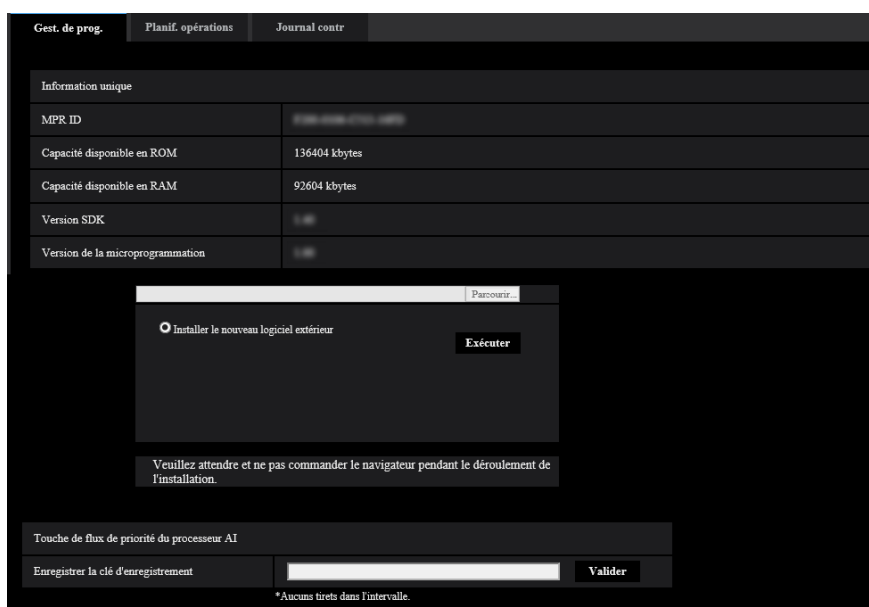 Gest. de prog. Planif. opérations Journal contr
Information unique
MPR ID
Capacité disponible en ROM 136404 kbytes
Capacité disponible en RAM 92604 kbytes
Version SDK
Version de la microprogrammation
Parcourir...
Installer le nouveau logiciel extérieur
Exécuter
Veuillez attendre et ne pas commander le navigateur pendant le déroulement de
l'installation.
Touche de flux de priorité du processeur AI
Enregistrer la clé d'enregistrement Valider
*Aucuns tirets dans l'intervalle.